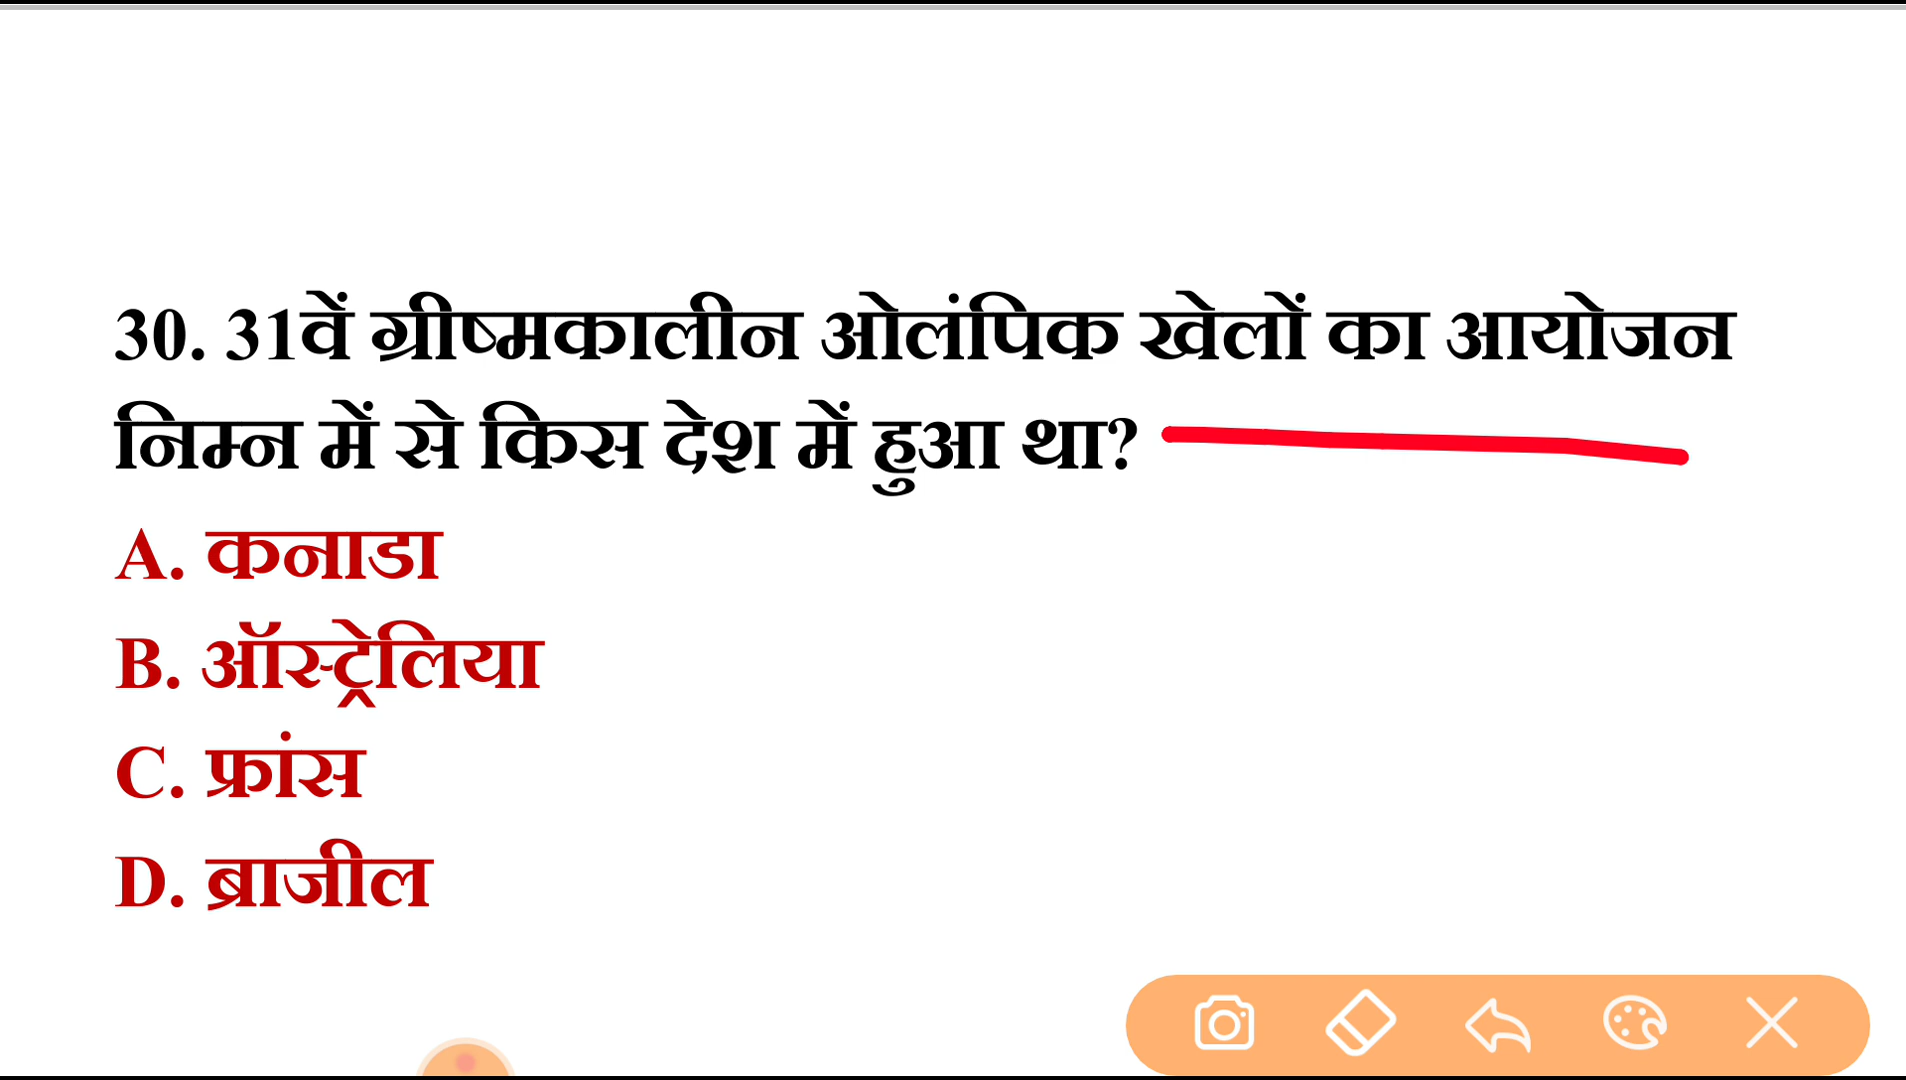 30. 31वें ग्रीष्मकालीन ओलंपिक खेलों का आयोजन
निम्न में से किस देश में हुआ था?
A. कनाडा
B. ऑस्ट्रेलिया
C. फ्रांस
D. ब्राजील